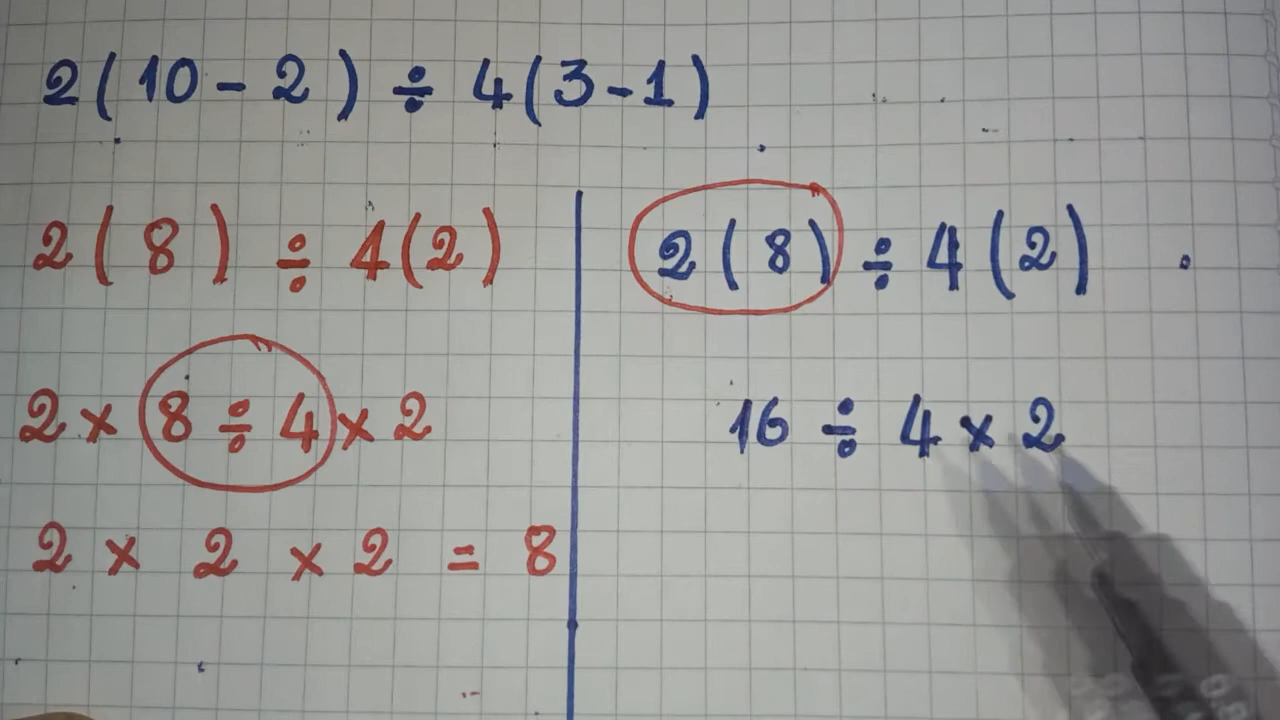 2(10-2) ÷ 4(3-1)
2(8) ÷ 4(2)
2 × 8 ÷ 4 × 2
2 × 2 × 2 = 8
2(8) ÷ 4(2)
16 ÷ 4 × 2